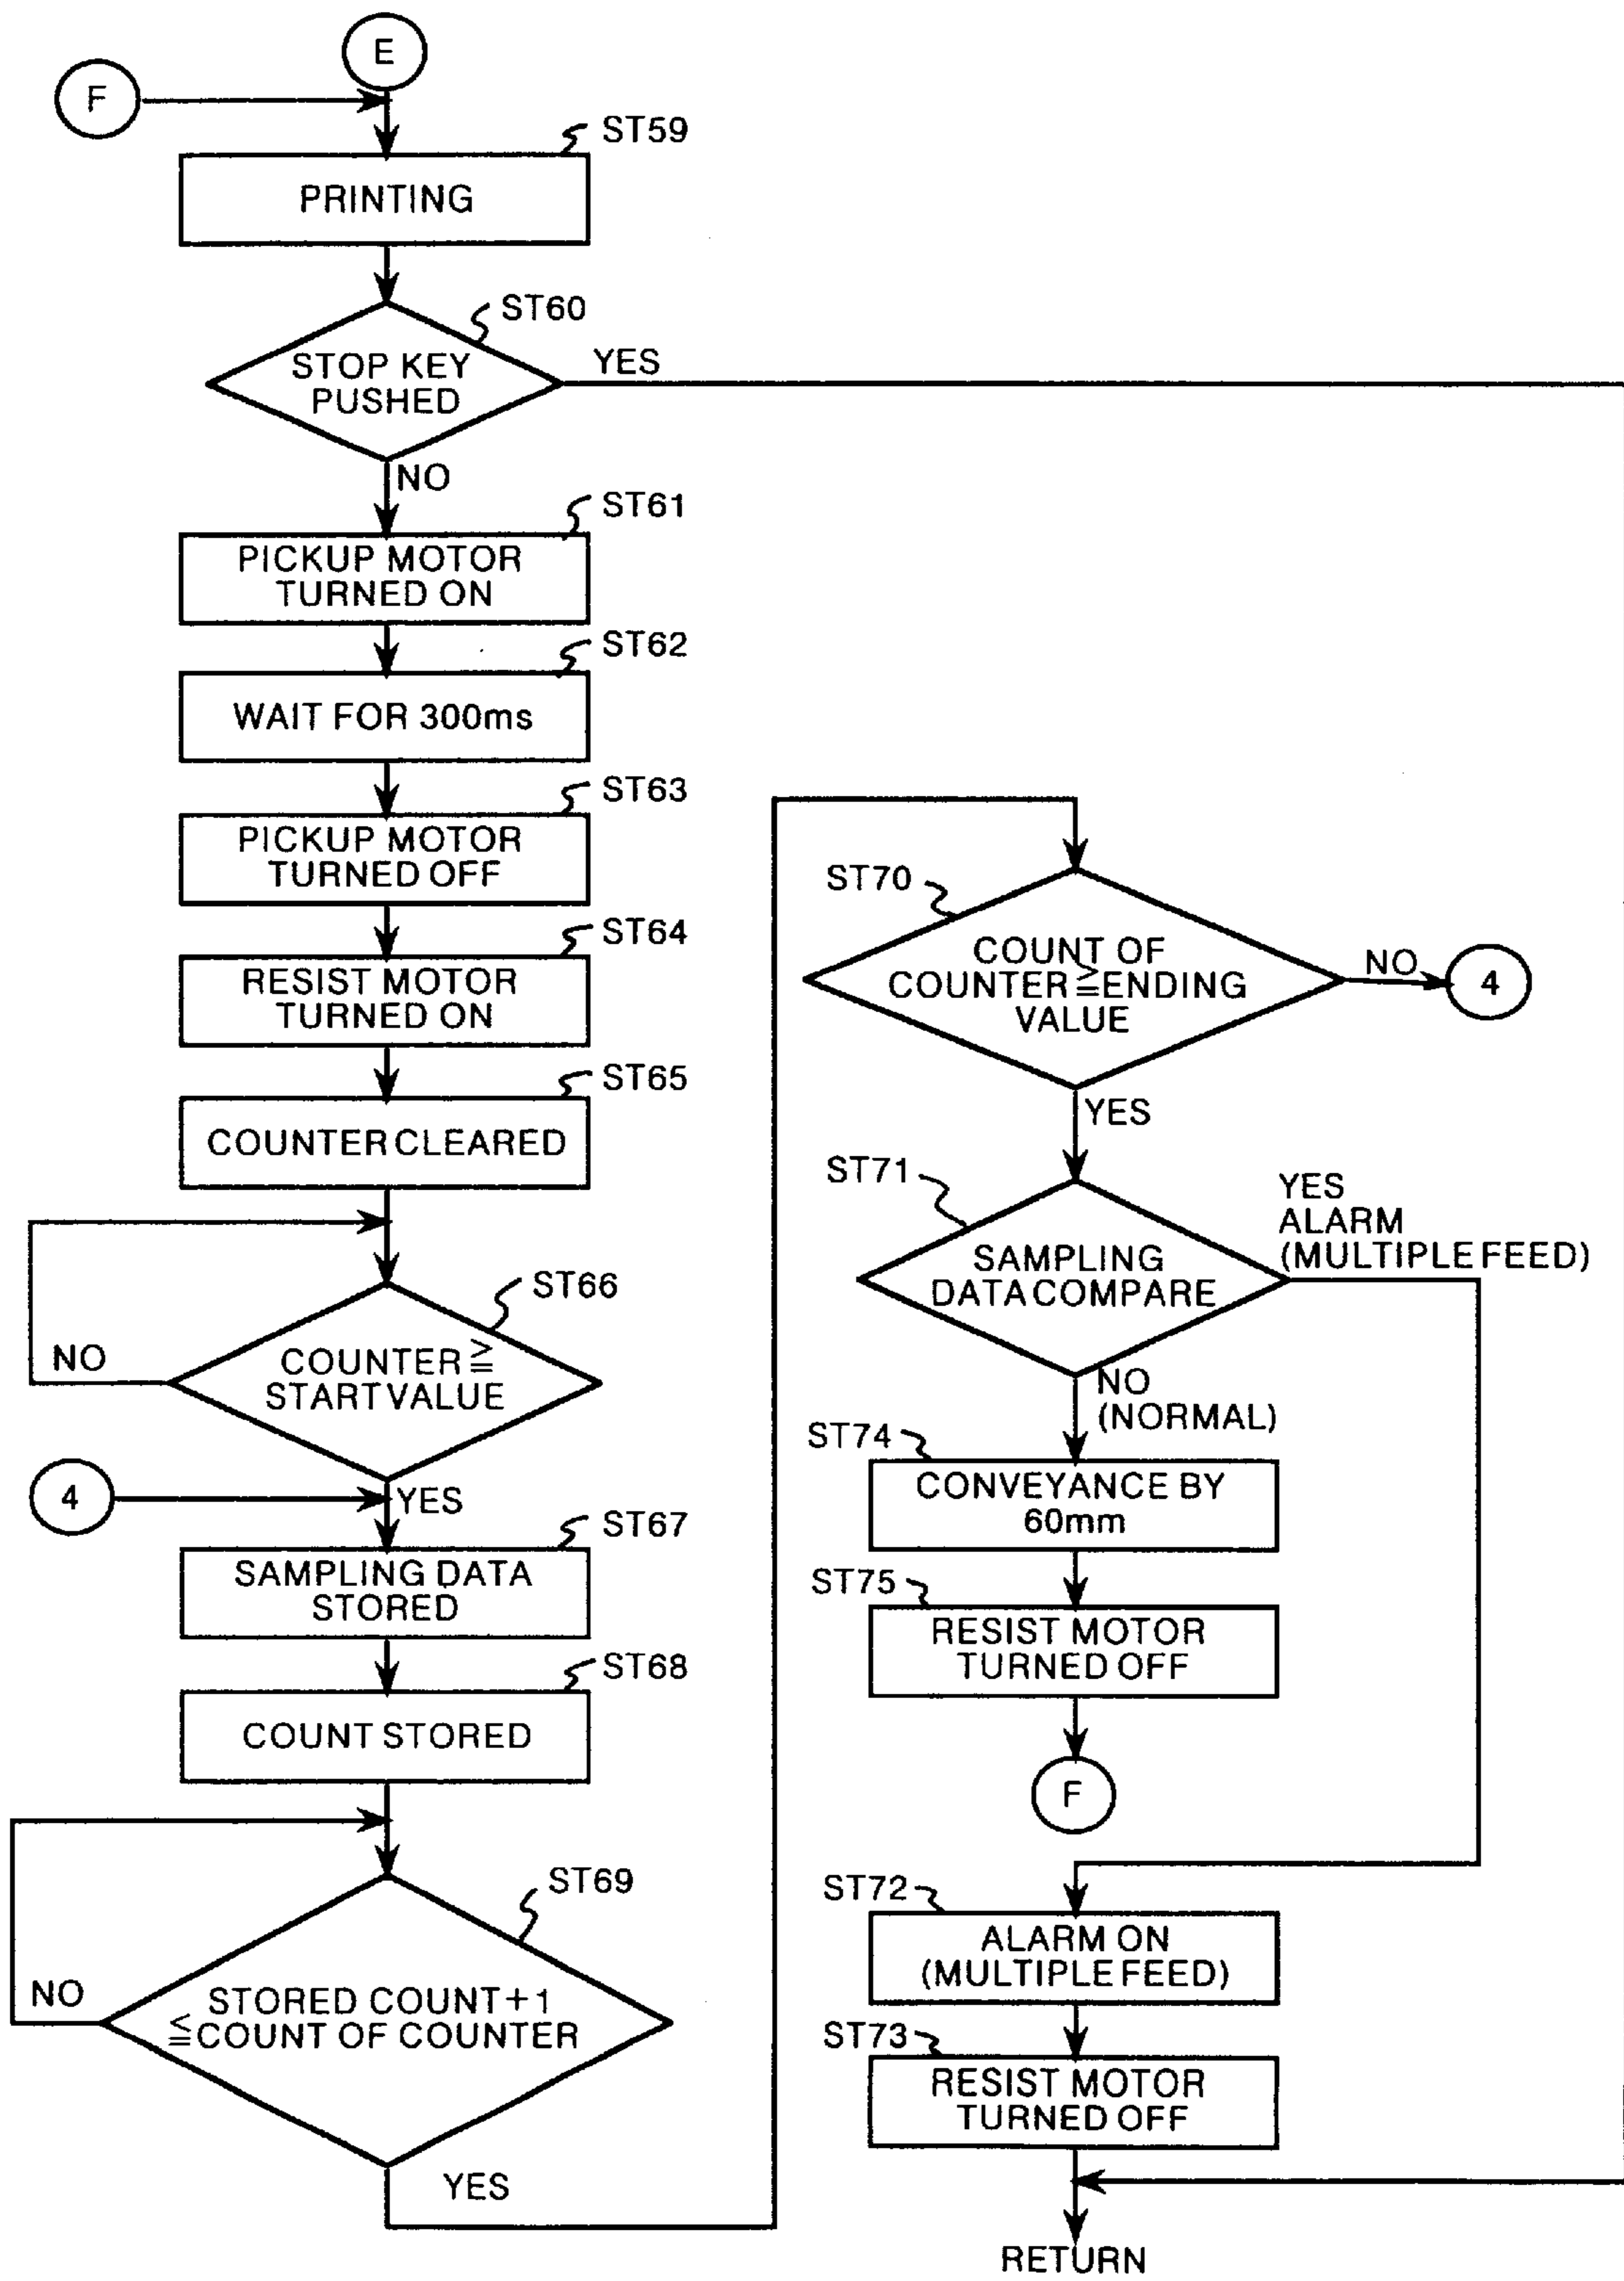 E
F
ST59
PRINTING
ST60
STOP KEY
PUSHED
YES
NO
ST61
PICKUP MOTOR
TURNED ON
ST62
WAIT FOR 300ms
ST63
PICKUP MOTOR
TURNED OFF
ST64
RESIST MOTOR
TURNED ON
ST65
COUNTER CLEARED
ST66
COUNTER ≧
START VALUE
NO
4
YES
ST67
SAMPLING DATA
STORED
ST68
COUNT STORED
ST69
STORED COUNT+1
≦COUNT OF COUNTER
NO
YES
ST70
COUNT OF
COUNTER≧ENDING
VALUE
NO
4
YES
ST71
SAMPLING
DATA COMPARE
YES
ALARM
(MULTIPLE FEED)
NO
(NORMAL)
ST74
CONVEYANCE BY
60mm
ST75
RESIST MOTOR
TURNED OFF
F
ST72
ALARM ON
(MULTIPLE FEED)
ST73
RESIST MOTOR
TURNED OFF
RETURN